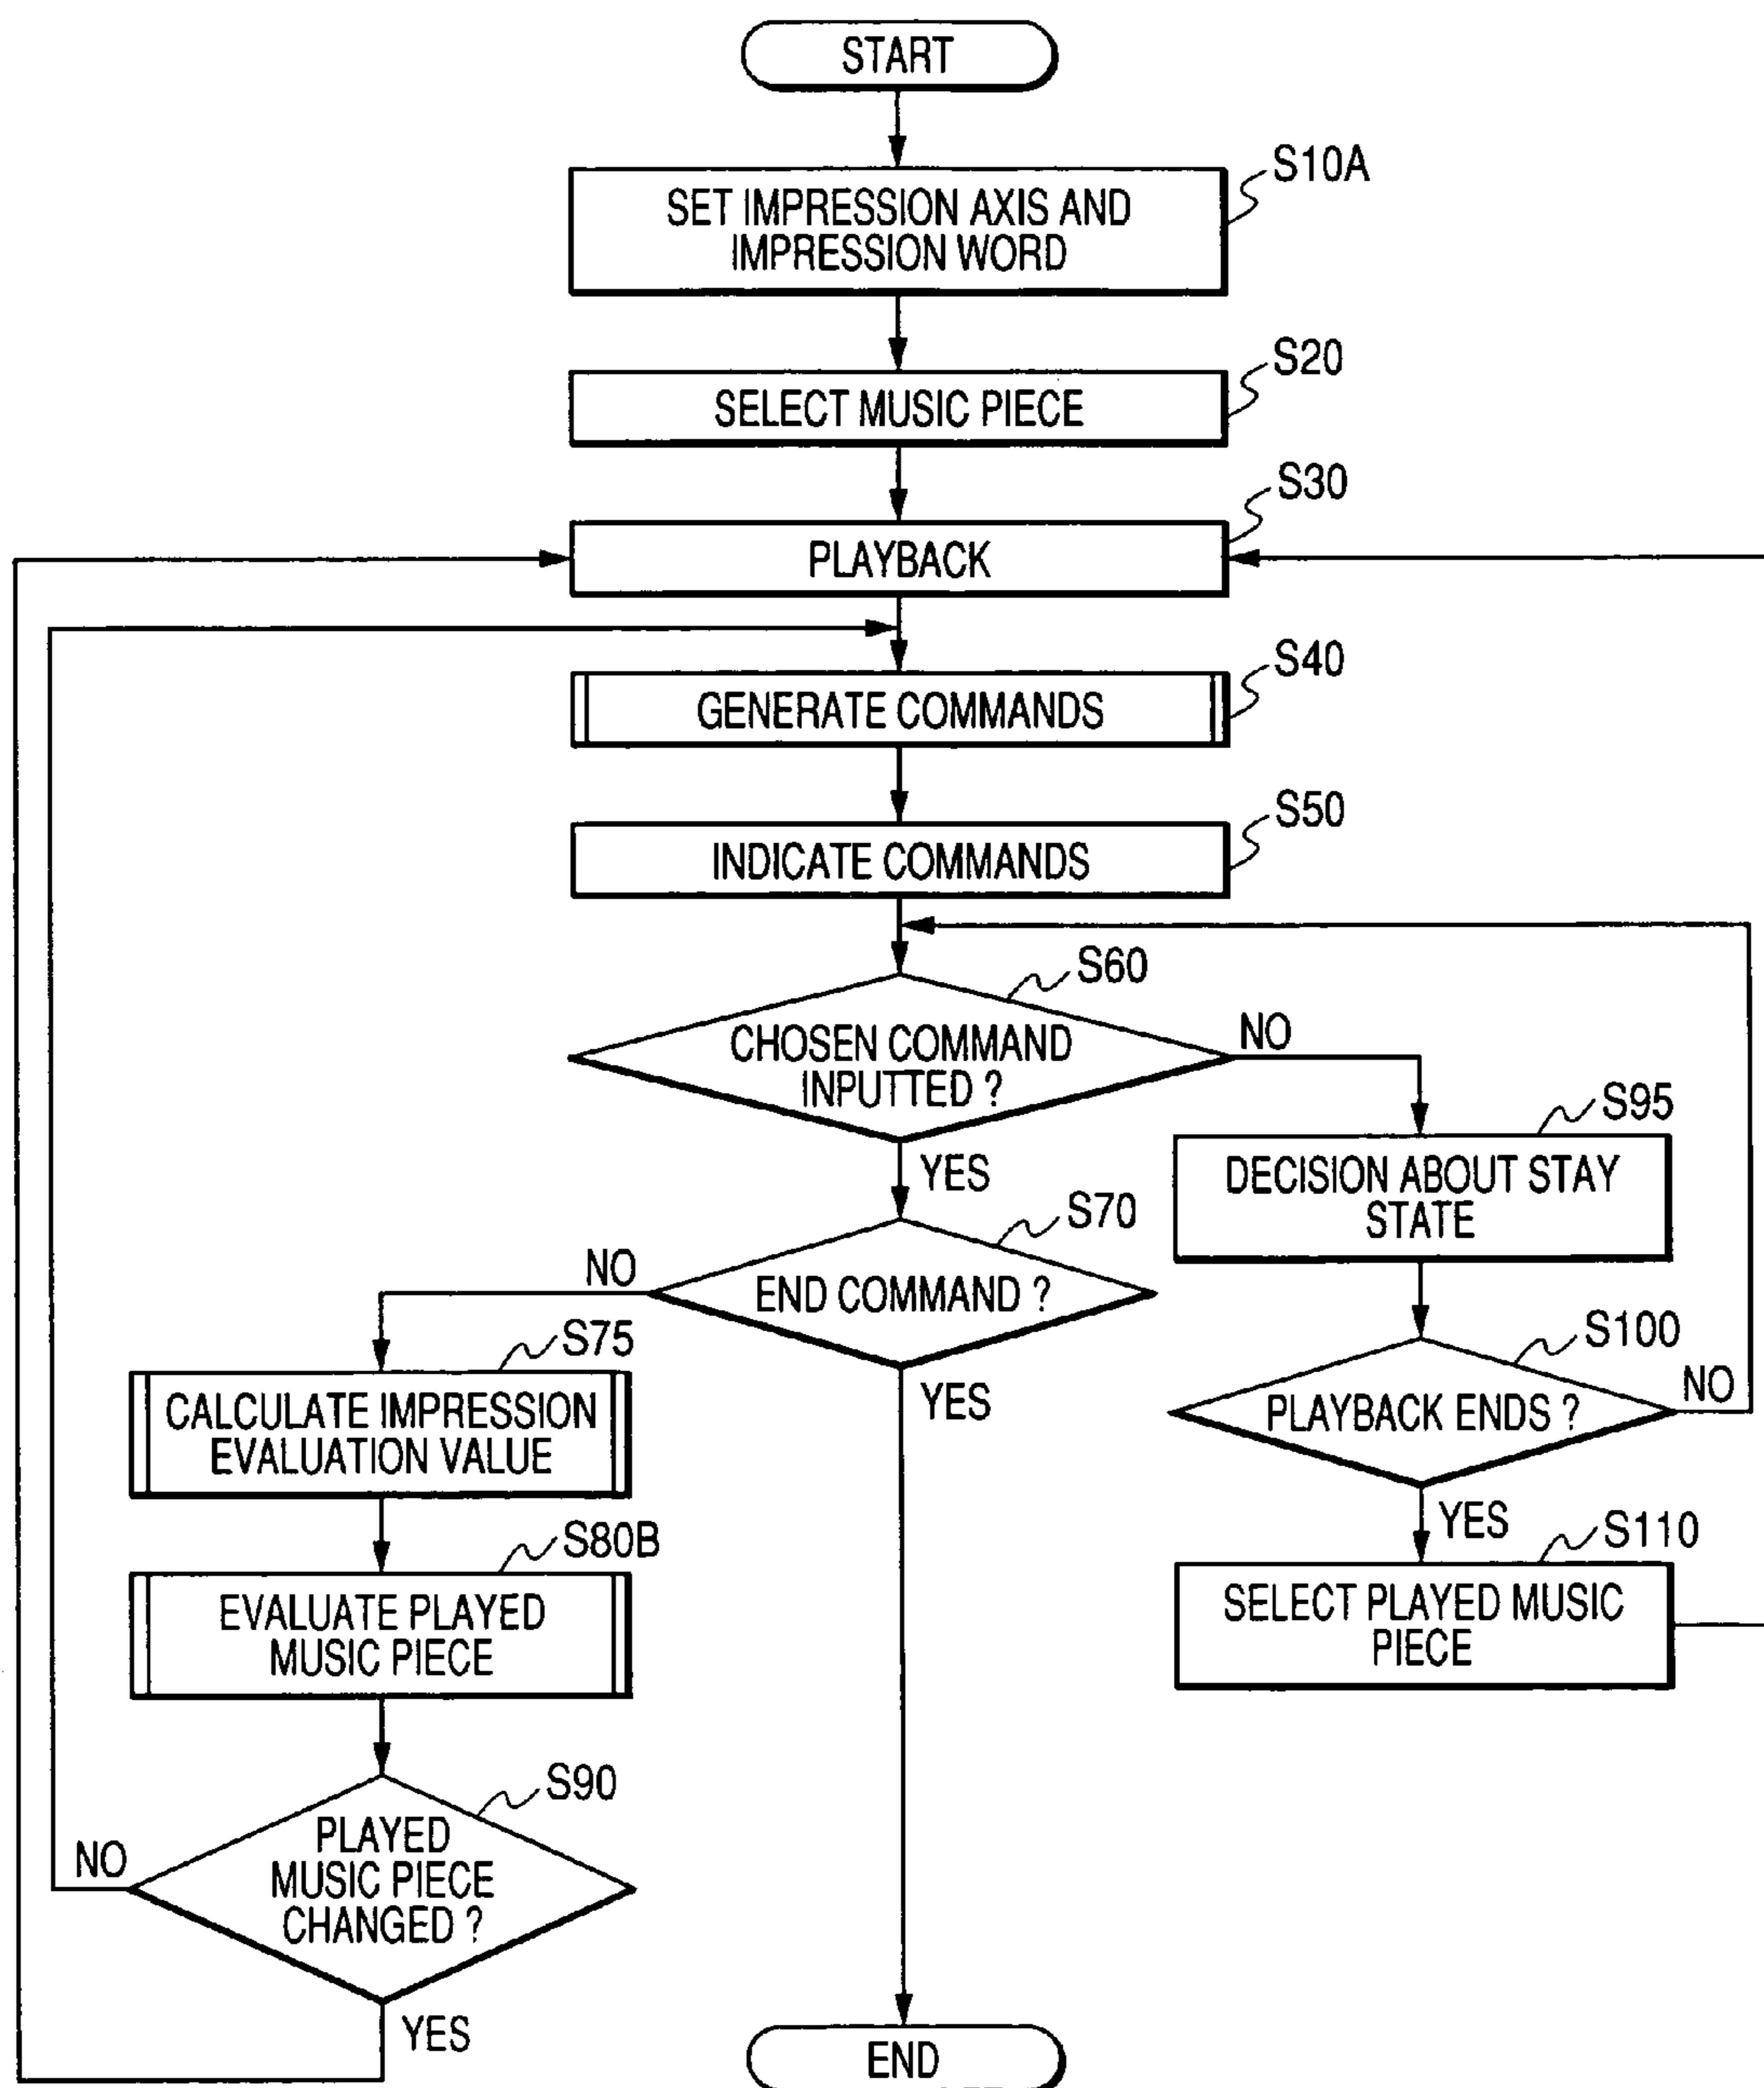 START
S10A
SET IMPRESSION AXIS AND
IMPRESSION WORD
S20
SELECT MUSIC PIECE
S30
PLAYBACK
S40
GENERATE COMMANDS
S50
INDICATE COMMANDS
S60
CHOSEN COMMAND
INPUTTED ?
NO
YES
S95
DECISION ABOUT STAY
STATE
S70
END COMMAND ?
NO
YES
S100
PLAYBACK ENDS ?
NO
YES
S75
CALCULATE IMPRESSION
EVALUATION VALUE
S110
SELECT PLAYED MUSIC
PIECE
S80B
EVALUATE PLAYED
MUSIC PIECE
S90
PLAYED
MUSIC PIECE
CHANGED ?
NO
YES
END